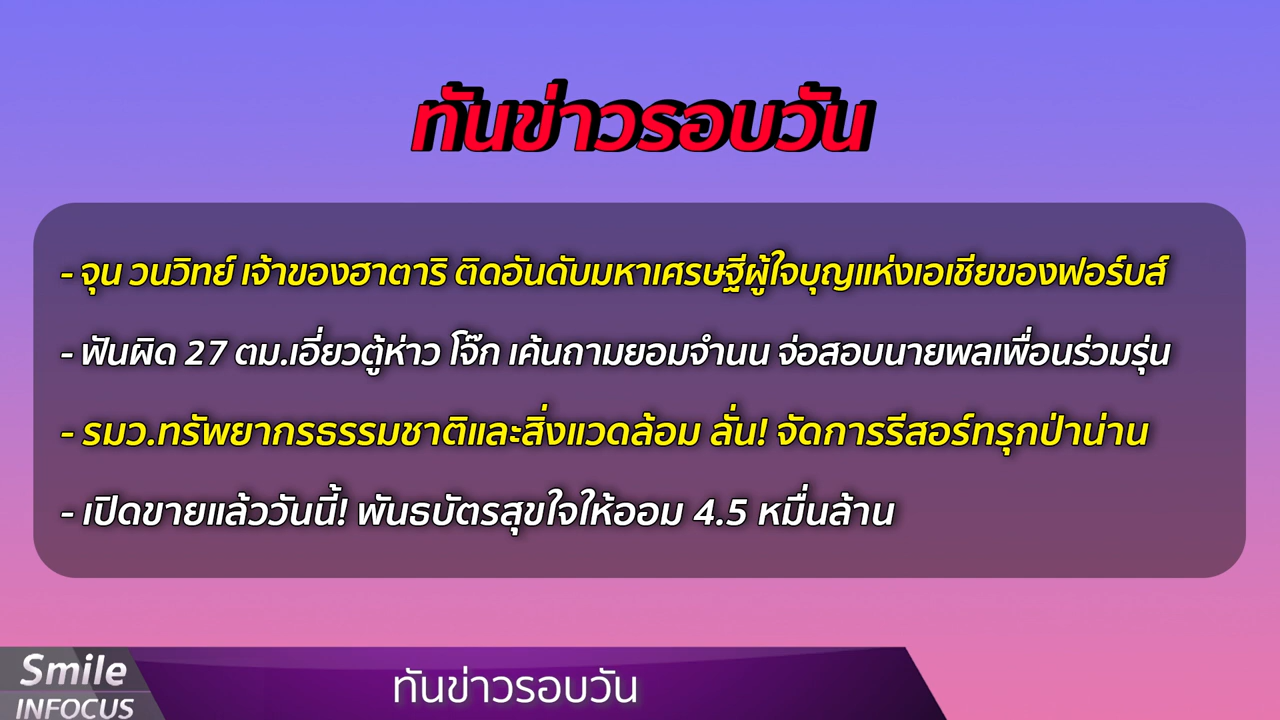 ทันข่าวรอบวัน
- จุน วนวิทย์ เจ้าของฮาตาริ ติดอันดับมหาเศรษฐีผู้ใจบุญแห่งเอเชียของฟอร์บส์
- ฟันผิด 27 ตม.เอี่ยวตู้ห่าว โจ๊ก เค้นถามยอมจำนน จ่อสอบนายพลเพื่อนร่วมรุ่น
- รมว.ทรัพยากรธรรมชาติและสิ่งแวดล้อม ลั่น! จัดการรีสอร์ทรุกป่าน่าน
- เปิดขายแล้ววันนี้! พันธบัตรสุขใจให้ออม 4.5 หมื่นล้าน
Smile
INFOCUS
ทันข่าวรอบวัน